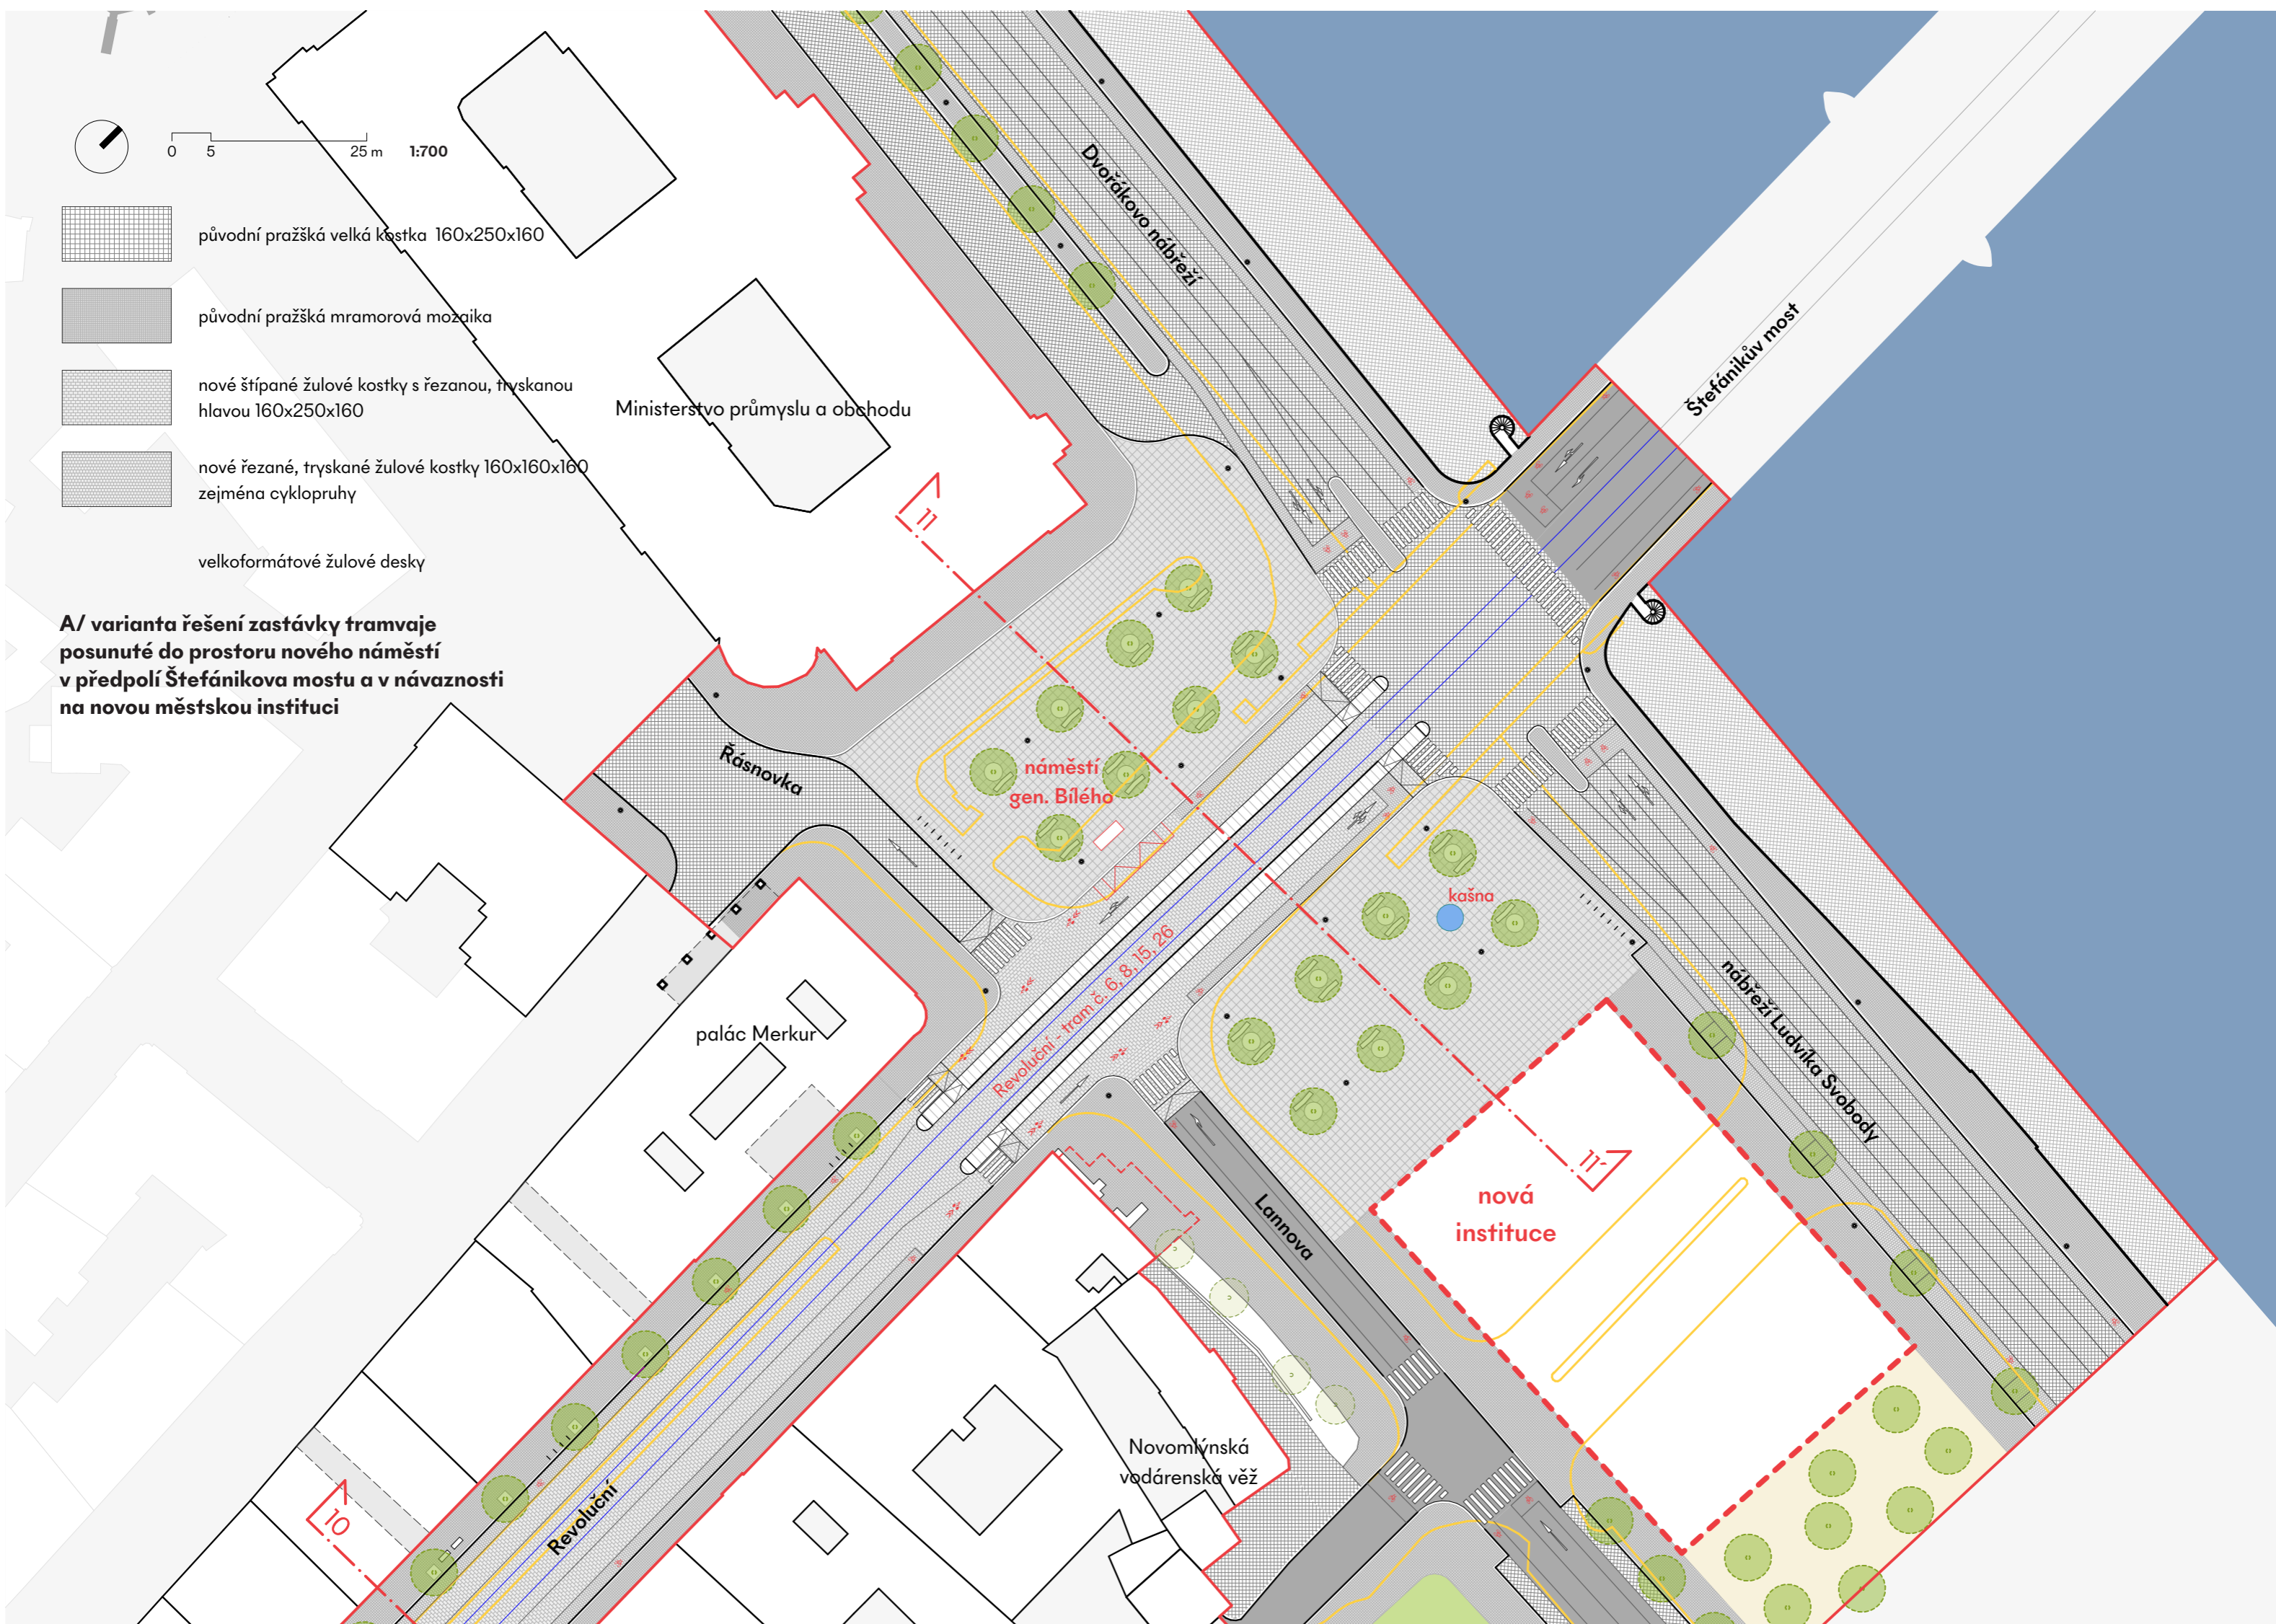 0 5 25 m 1:700
původní pražská velká kostka 160x250x160
původní pražšká mramorová mozaika
nové štípané žulové kostky s řezanou, tryskanou
hlavou 160x250x160
nové řezané, tryskané žulové kostky 160x160x160
zejména cyklopruhy
velkoformátové žulové desky
A/ varianta řešení zastávky tramvaje
posunuté do prostoru nového náměstí
v předpolí Štefánikova mostu a v návaznosti
na novou městskou instituci
Dvořákovo nábřeží
Štefánikův most
Ministerstvo průmyslu a obchodu
11
Řásnovka
náměstí
gen. Bílého
kašna
Revoluční - tram č. 6, 8, 15, 26
nábřeží Ludvíka Svobody
palác Merkur
11´
nová
instituce
Lannova
Novomlýnská
vodárenská věž
Revoluční
10